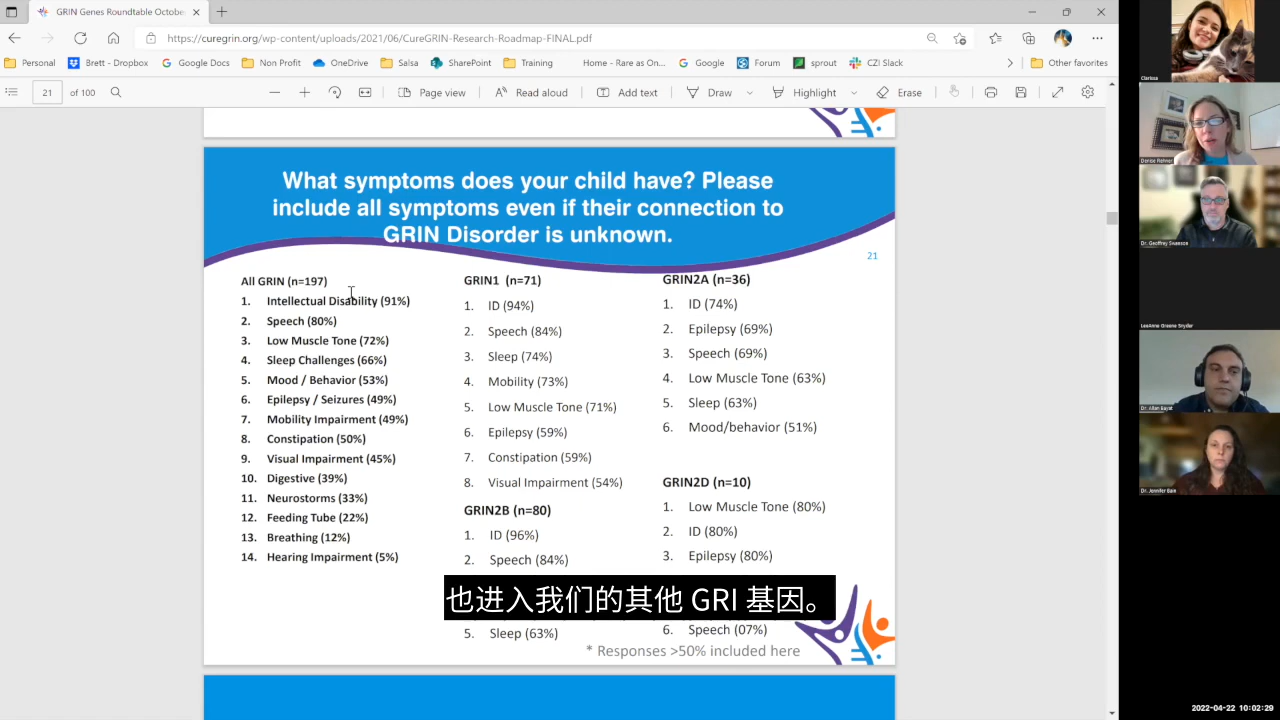 GRIN Genes Roundtable Octobe
https://curegrin.org/wp-content/uploads/2021/06/CureGRIN-Research-Roadmap-FINAL.pdf
Personal
Brett - Dropbox
Google Docs
Non Profit
OneDrive
Salsa
SharePoint
Training
Home - Rare as On...
Google
Forum
sprout
CZI Slack
Other favorites
21 of 100
Page view
Read aloud
Add text
Draw
Highlight
Erase
What symptoms does your child have? Please
include all symptoms even if their connection to
GRIN Disorder is unknown.
21
All GRIN (n=197)
1. Intellectual Disability (91%)
2. Speech (80%)
3. Low Muscle Tone (72%)
4. Sleep Challenges (66%)
5. Mood / Behavior (53%)
6. Epilepsy / Seizures (49%)
7. Mobility Impairment (49%)
8. Constipation (50%)
9. Visual Impairment (45%)
10. Digestive (39%)
11. Neurostorms (33%)
12. Feeding Tube (22%)
13. Breathing (12%)
14. Hearing Impairment (5%)
GRIN1 (n=71)
1. ID (94%)
2. Speech (84%)
3. Sleep (74%)
4. Mobility (73%)
5. Low Muscle Tone (71%)
6. Epilepsy (59%)
7. Constipation (59%)
8. Visual Impairment (54%)
GRIN2B (n=80)
1. ID (96%)
2. Speech (84%)
5. Sleep (63%)
GRIN2A (n=36)
1. ID (74%)
2. Epilepsy (69%)
3. Speech (69%)
4. Low Muscle Tone (63%)
5. Sleep (63%)
6. Mood/behavior (51%)
GRIN2D (n=10)
1. Low Muscle Tone (80%)
2. ID (80%)
3. Epilepsy (80%)
6. Speech (07%)
* Responses >50% included here
也进入我们的其他 GRI 基因。
Clarissa
Denise Rehner
Dr. Geoffrey Swanson
LeeAnne Greene Snyder
Dr. Allan Bayat
Dr. Jennifer Bain
2022-04-22 10:02:29